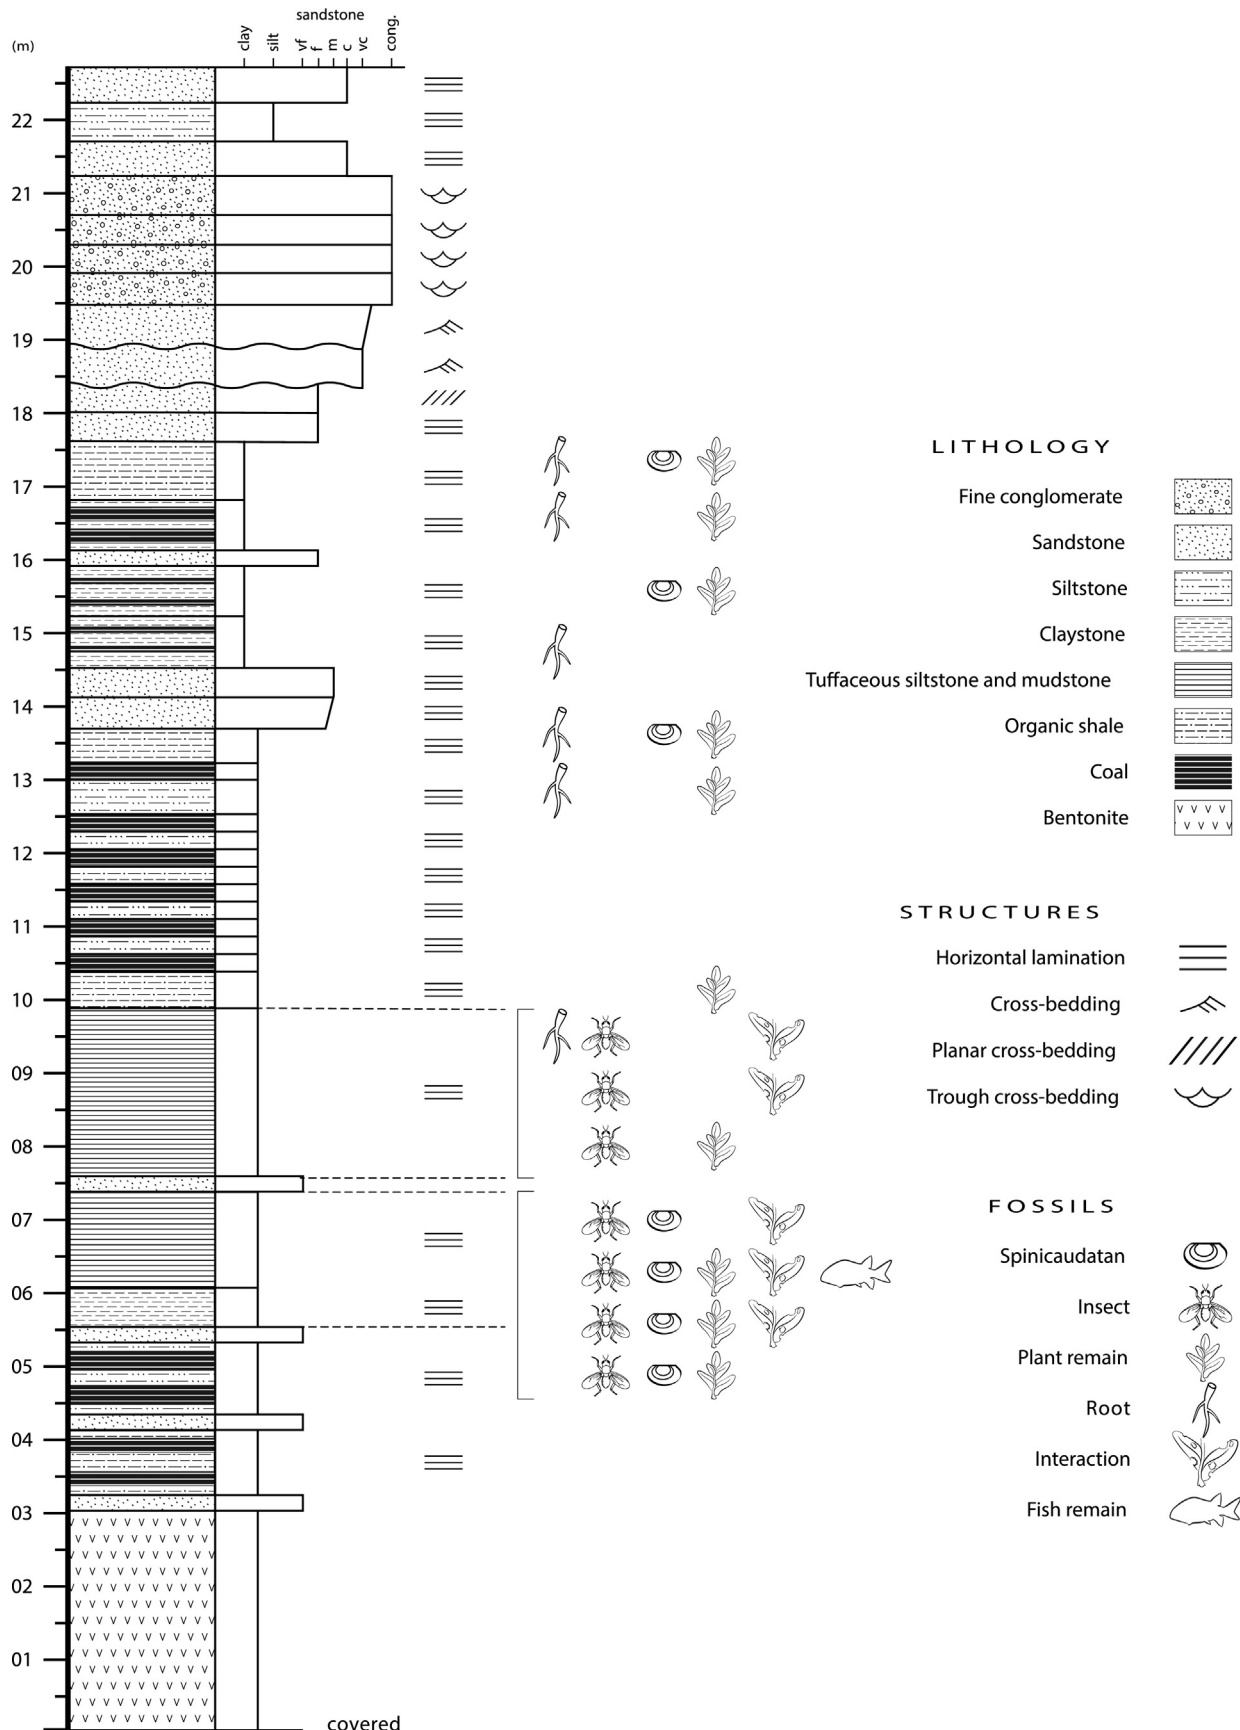 sandstone
(m)
clay
silt
vf
f
m
c
vc
cong.
22
21
20
19
18
17
16
15
14
13
12
11
10
09
08
07
06
05
04
03
02
01
covered
LITHOLOGY
Fine conglomerate
Sandstone
Siltstone
Claystone
Tuffaceous siltstone and mudstone
Organic shale
Coal
Bentonite
STRUCTURES
Horizontal lamination
Cross-bedding
Planar cross-bedding
Trough cross-bedding
FOSSILS
Spinicaudatan
Insect
Plant remain
Root
Interaction
Fish remain